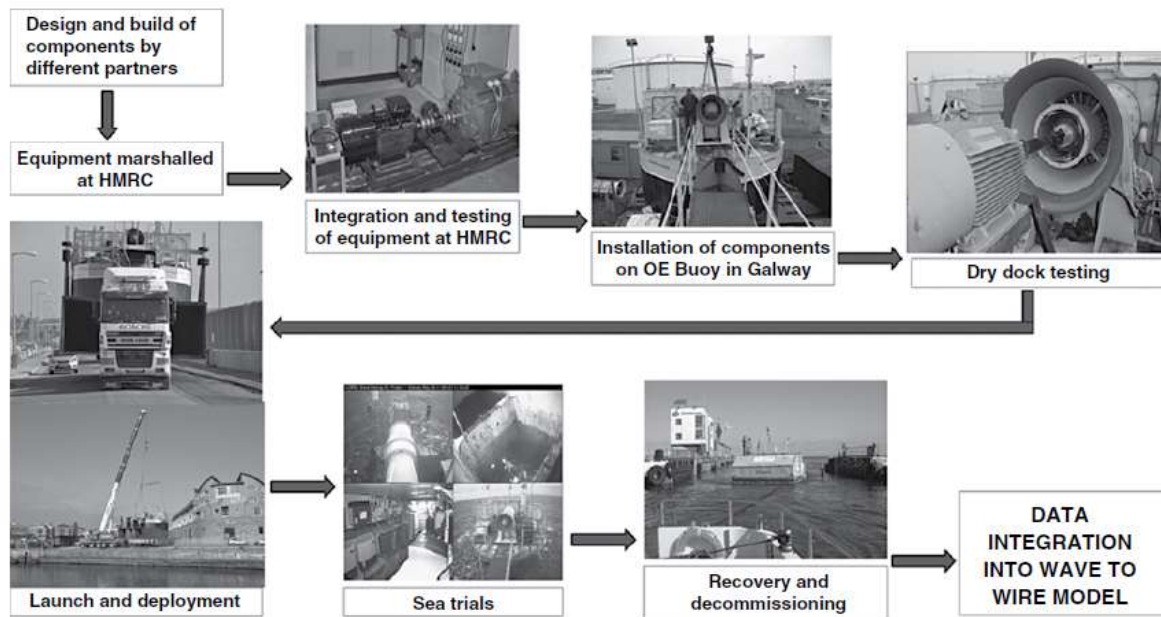 Design and build of
components by
different partners
Equipment marshalled
at HMRC
Integration and testing
of equipment at HMRC
Installation of components
on OE Buoy in Galway
Dry dock testing
Launch and deployment
Sea trials
Recovery and
decommissioning
DATA
INTEGRATION
INTO WAVE TO
WIRE MODEL